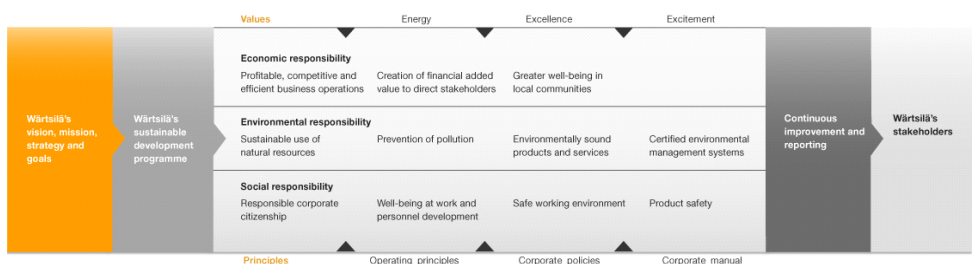 Values Energy Excellence Excitement
Economic responsibility
Profitable, competitive and
efficient business operations
Creation of financial added
value to direct stakeholders
Greater well-being in
local communities
Wärtsilä's
vision, mission,
strategy and
goals
Wärtsilä's
sustainable
development
programme
Environmental responsibility
Sustainable use of
natural resources
Prevention of pollution
Environmentally sound
products and services
Certified environmental
management systems
Continuous
improvement and
reporting
Wärtsilä's
stakeholders
Social responsibility
Responsible corporate
citizenship
Well-being at work and
personnel development
Safe working environment
Product safety
Principles Operating principles Corporate policies Corporate manual